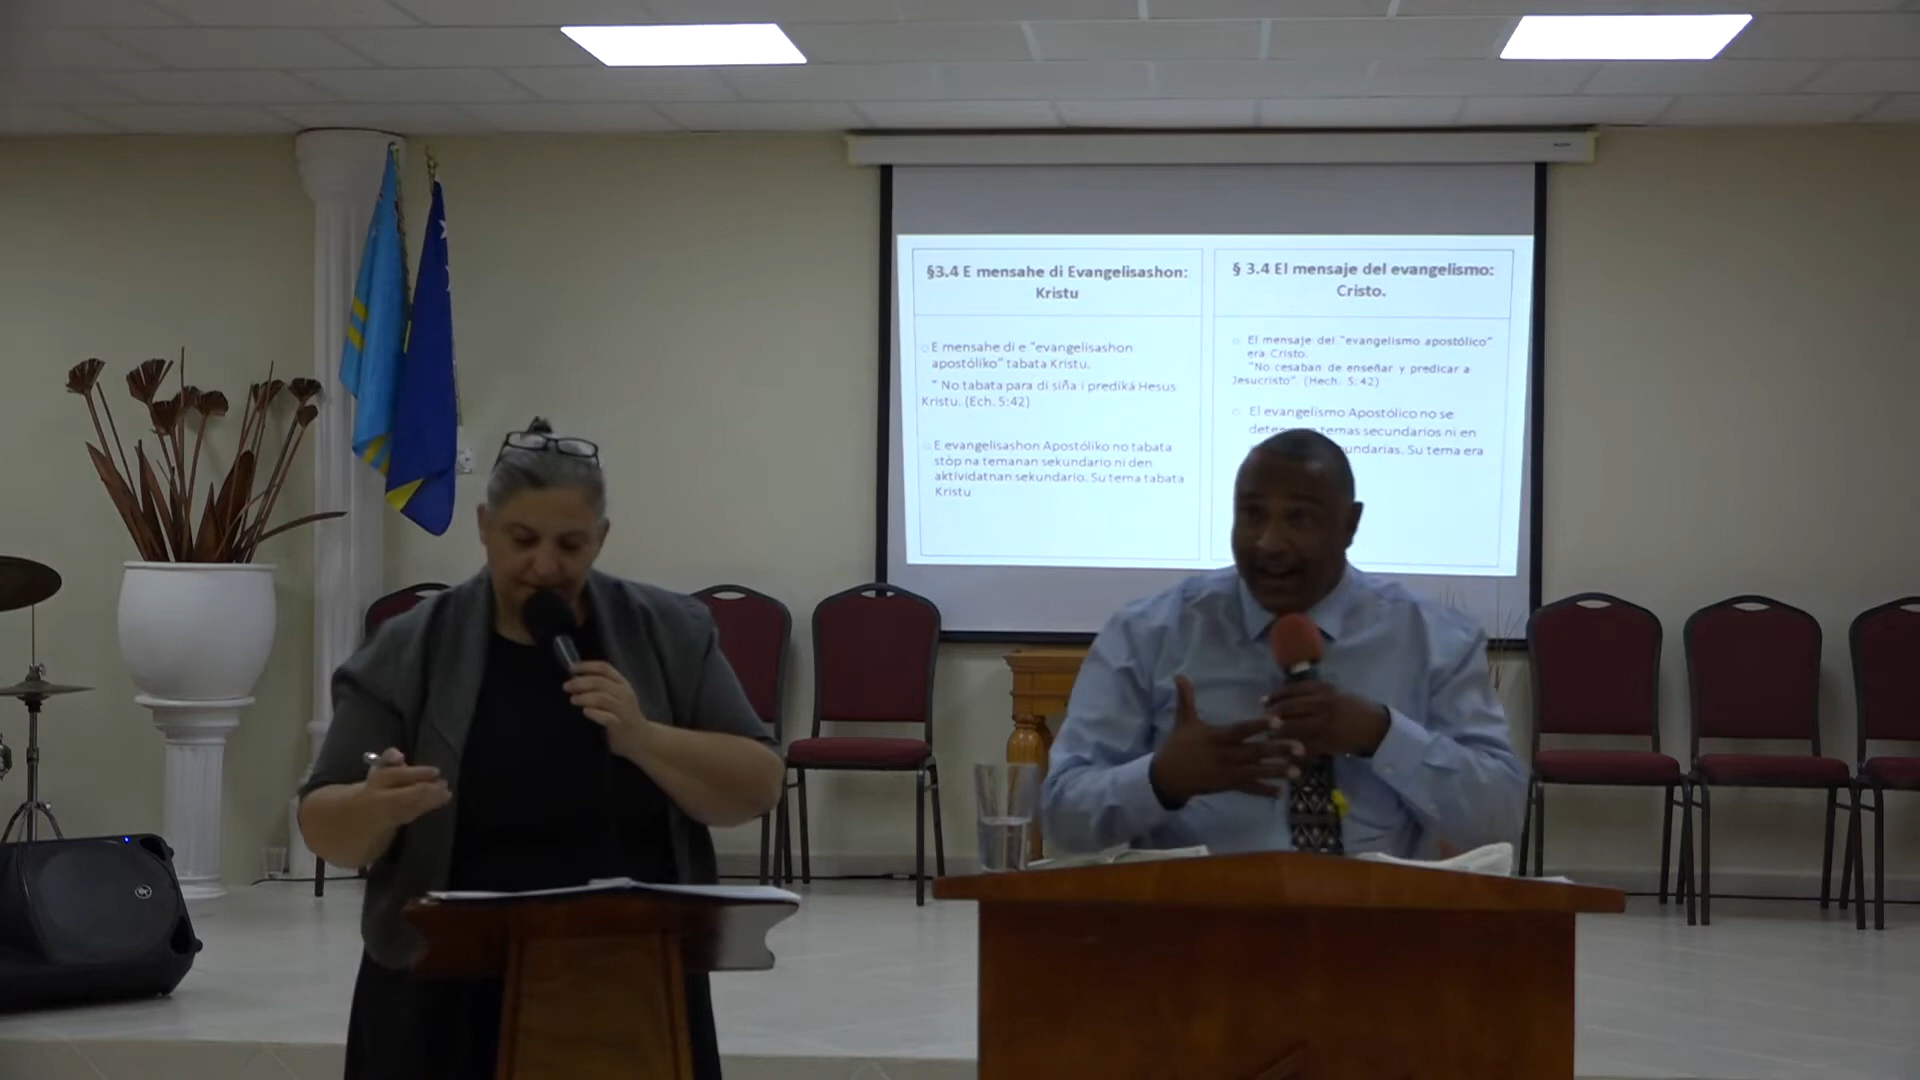 §3.4 E mensahe di Evangelisashon:
Kristu
E mensahe di e "evangelisashon
apostóliko" tabata Kristu.
" No tabata para di siña i prediká Hesus
Kristu. (Ech. 5:42)
E evangelisashon Apostóliko no tabata
stòp na temanan sekundario ni den
aktividatnan sekundario. Su tema tabata
Kristu
§ 3.4 El mensaje del evangelismo:
Cristo.
El mensaje del "evangelismo apostólico"
era Cristo.
"No cesaban de enseñar y predicar a
Jesucristo". (Hech. 5:42)
El evangelismo Apostólico no se
temas secundarios ni en
Su tema era